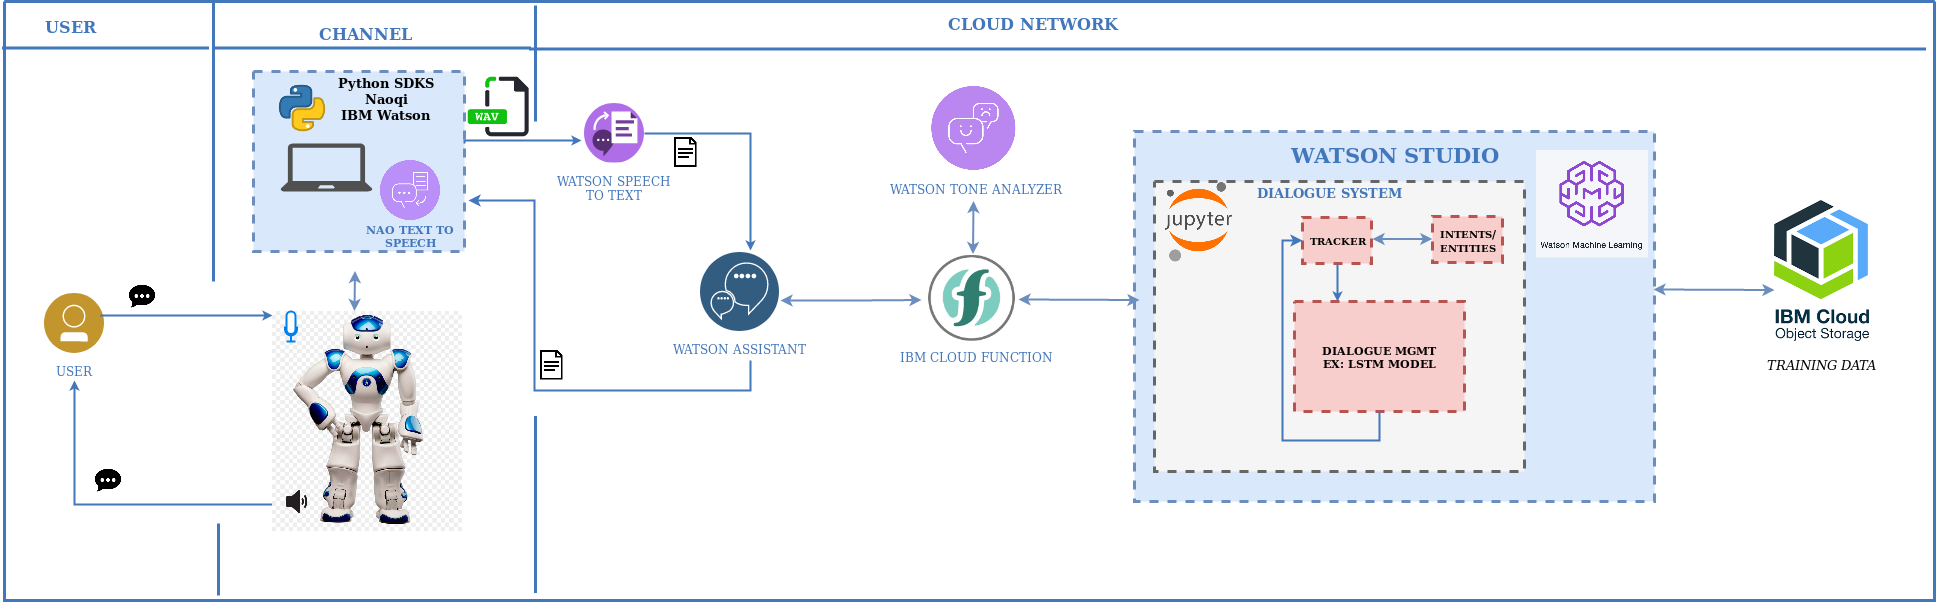 USER
CHANNEL
CLOUD NETWORK
Python SDKS
Naoqi
IBM Watson
NAO TEXT TO
SPEECH
WAV
WATSON SPEECH
TO TEXT
WATSON TONE ANALYZER
WATSON STUDIO
DIALOGUE SYSTEM
jupyter
TRACKER
INTENTS/
ENTITIES
Watson Machine Learning
DIALOGUE MGMT
EX: LSTM MODEL
IBM Cloud
Object Storage
TRAINING DATA
USER
WATSON ASSISTANT
IBM CLOUD FUNCTION